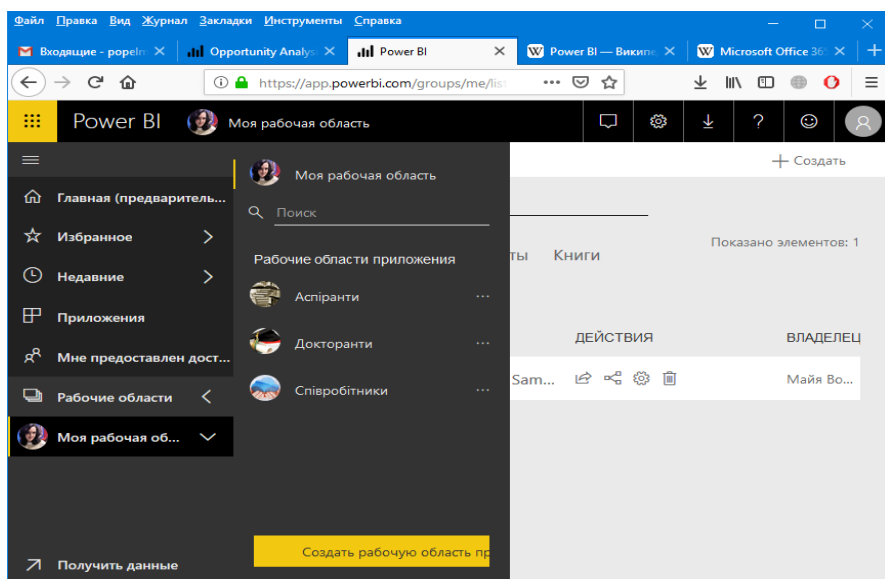 Файл Правка Вид Журнал Закладки Инструменты Справка
Входящие - popeln
Opportunity Analys
Power BI
Power BI — Википе
Microsoft Office 365
https://app.powerbi.com/groups/me/list
Power BI
Моя рабочая область
Главная (предваритель...
Избранное
Недавние
Приложения
Мне предоставлен дост...
Рабочие области
Моя рабочая об...
Получить данные
Моя рабочая область
Поиск
Рабочие области приложения
Аспіранти
Докторанти
Співробітники
Создать рабочую область пр
Создать
ты Книги
Показано элементов: 1
ДЕЙСТВИЯ ВЛАДЕЛЕЦ
Sam... Майя Во...